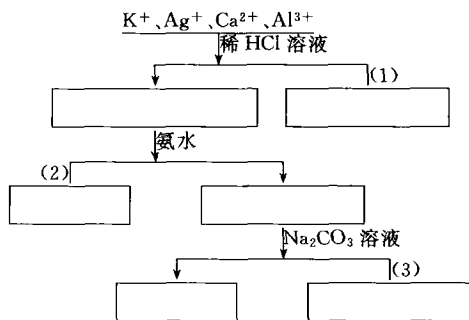 K⁺、Ag⁺、Ca²⁺、Al³⁺
稀 HCl 溶液
(1)
氨水
(2)
Na₂CO₃ 溶液
(3)